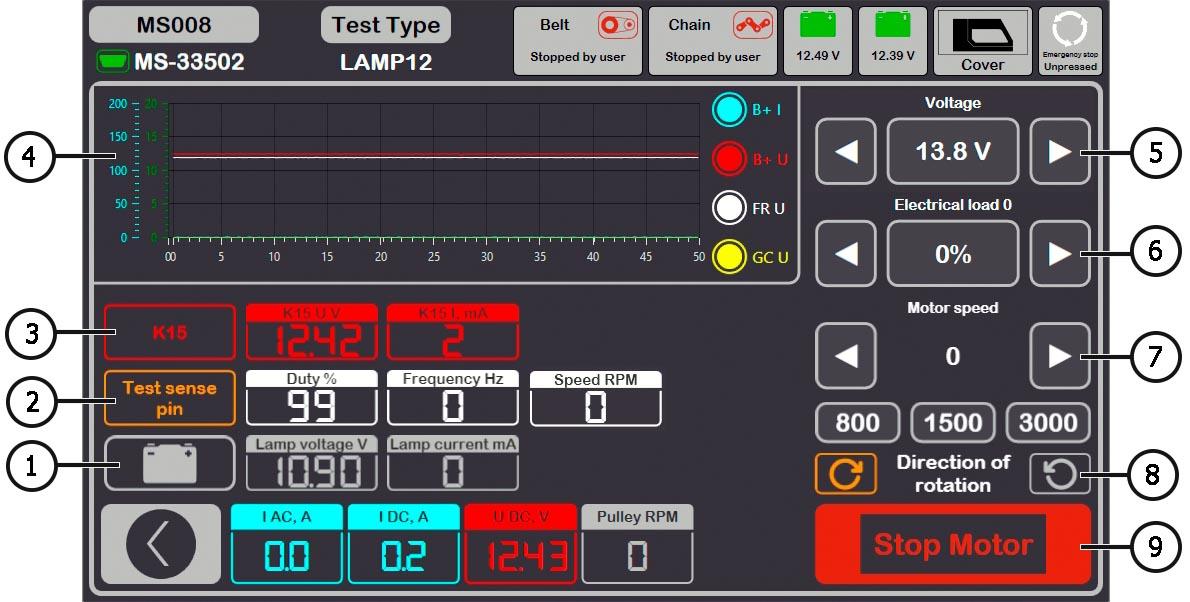 MS008
MS-33502
Test Type
LAMP12
Belt
Stopped by user
Chain
Stopped by user
12.49 V
12.39 V
Cover
Emergency stop
Unpressed
4
200
150
100
50
0
20
15
10
5
0
00 5 10 15 20 25 30 35 40 45 50
B+ I
B+ U
FR U
GC U
Voltage
13.8 V
5
Electrical load 0
0%
6
Motor speed
0
7
800 1500 3000
Direction of
rotation
8
Stop Motor
9
3
K15
K15 U V
12.42
K15 I, mA
2
2
Test sense
pin
Duty %
99
Frequency Hz
0
Speed RPM
0
1
Lamp voltage V
10.90
Lamp current mA
0
I AC, A
0.0
I DC, A
0.2
U DC, V
12.43
Pulley RPM
0